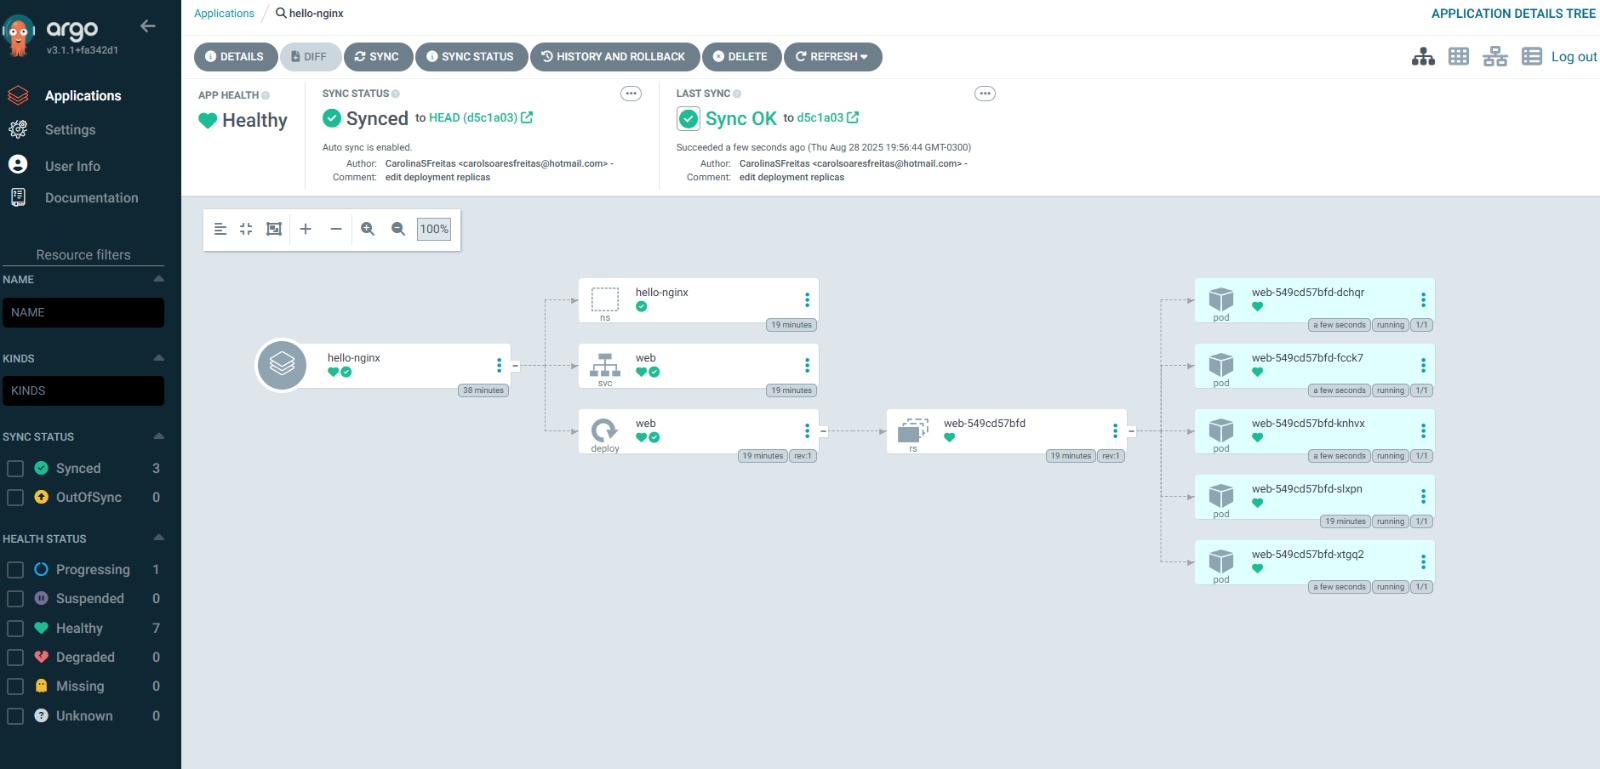 argo
v3.1.1+fa342d1
Applications
Settings
User Info
Documentation
Resource filters
NAME
NAME
KINDS
KINDS
SYNC STATUS
Synced 3
OutOfSync 0
HEALTH STATUS
Progressing 1
Suspended 0
Healthy 7
Degraded 0
Missing 0
Unknown 0
Applications / hello-nginx
APPLICATION DETAILS TREE
DETAILS DIFF SYNC SYNC STATUS HISTORY AND ROLLBACK DELETE REFRESH
Log out
APP HEALTH
Healthy
SYNC STATUS
Synced to HEAD (d5c1a03)
Auto sync is enabled.
Author: CarolinaSFreitas <carolsoaresfreitas@hotmail.com> -
Comment: edit deployment replicas
LAST SYNC
Sync OK to d5c1a03
Succeeded a few seconds ago (Thu Aug 28 2025 19:56:44 GMT-0300)
Author: CarolinaSFreitas <carolsoaresfreitas@hotmail.com> -
Comment: edit deployment replicas
100%
hello-nginx
38 minutes
hello-nginx
ns
19 minutes
web
svc
19 minutes
web
deploy
19 minutes rev:1
web-549cd57bfd
rs
19 minutes rev:1
web-549cd57bfd-dchqr
pod
a few seconds running 1/1
web-549cd57bfd-fcck7
pod
a few seconds running 1/1
web-549cd57bfd-knhvx
pod
a few seconds running 1/1
web-549cd57bfd-slxpn
pod
19 minutes running 1/1
web-549cd57bfd-xtgq2
pod
a few seconds running 1/1